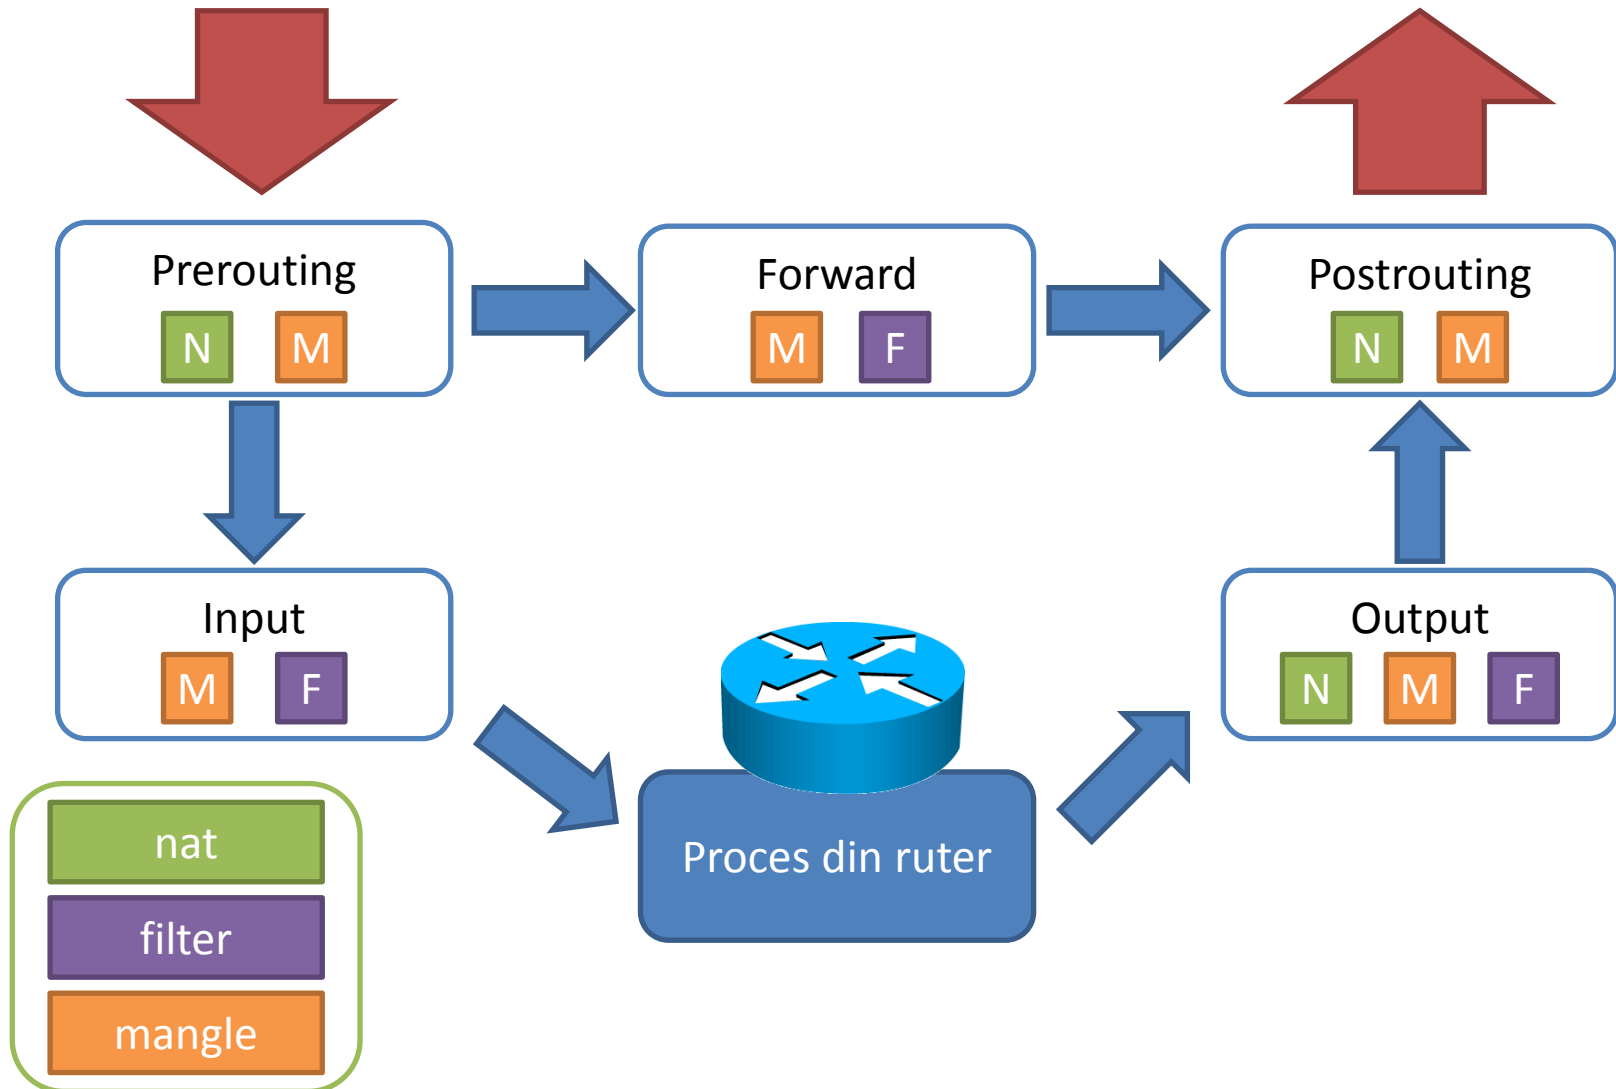 Prerouting
N M
Forward
M F
Postrouting
N M
Input
M F
Output
N M F
Proces din ruter
nat
filter
mangle